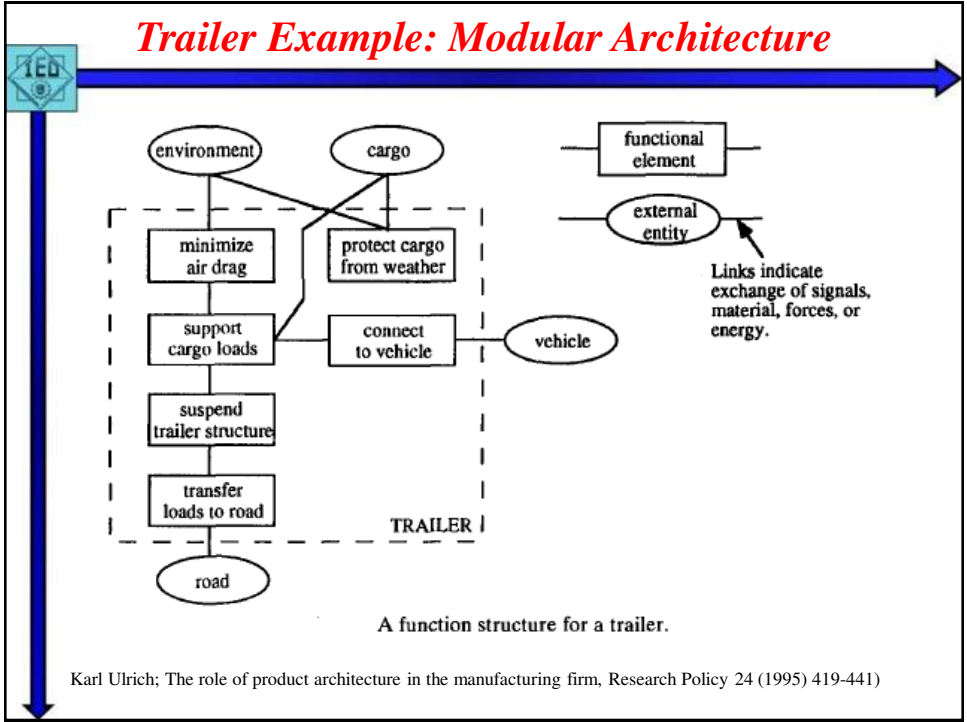 Trailer Example: Modular Architecture
IED
environment
cargo
functional
element
external
entity
minimize
air drag
protect cargo
from weather
Links indicate
exchange of signals,
material, forces, or
energy.
support
cargo loads
connect
to vehicle
vehicle
suspend
trailer structure
transfer
loads to road
TRAILER
road
A function structure for a trailer.
Karl Ulrich; The role of product architecture in the manufacturing firm, Research Policy 24 (1995) 419-441)